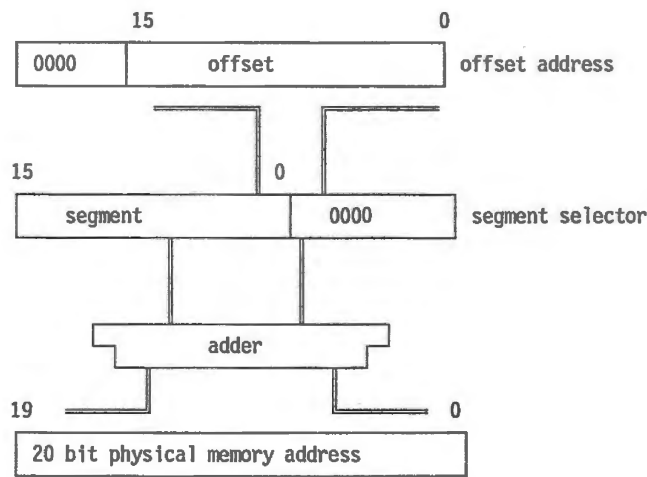 15 0
0000 offset offset address
15 0
segment 0000 segment selector
adder
19 0
20 bit physical memory address